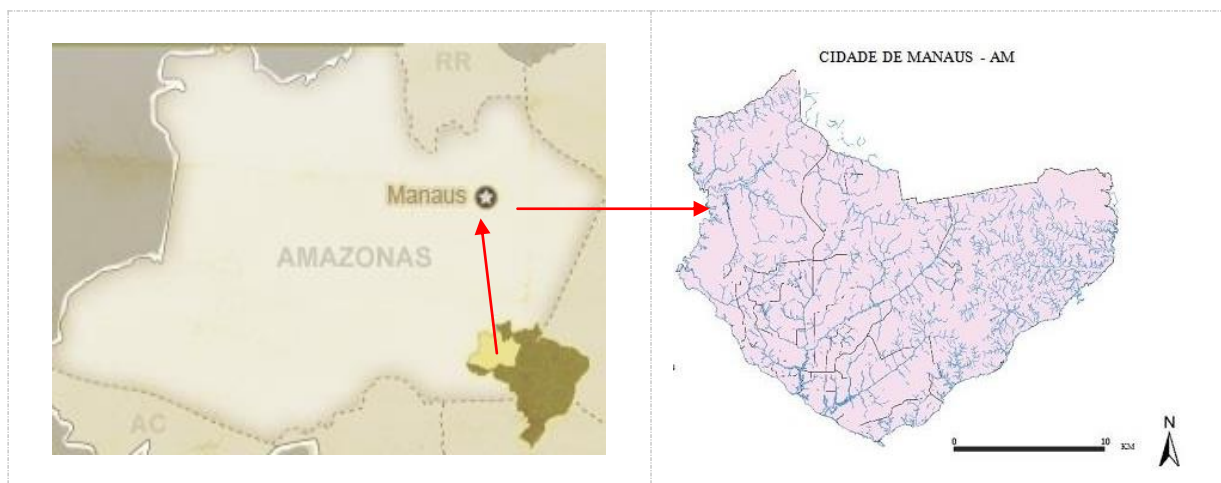 RR
Manaus
AMAZONAS
AC
CIDADE DE MANAUS - AM
N
0 10 KM